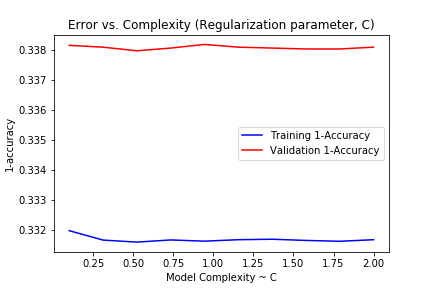 Error vs. Complexity (Regularization parameter, C)
0.338
0.337
0.336
0.335
0.334
0.333
0.332
1-accuracy
Training 1-Accuracy
Validation 1-Accuracy
0.25 0.50 0.75 1.00 1.25 1.50 1.75 2.00
Model Complexity ~ C